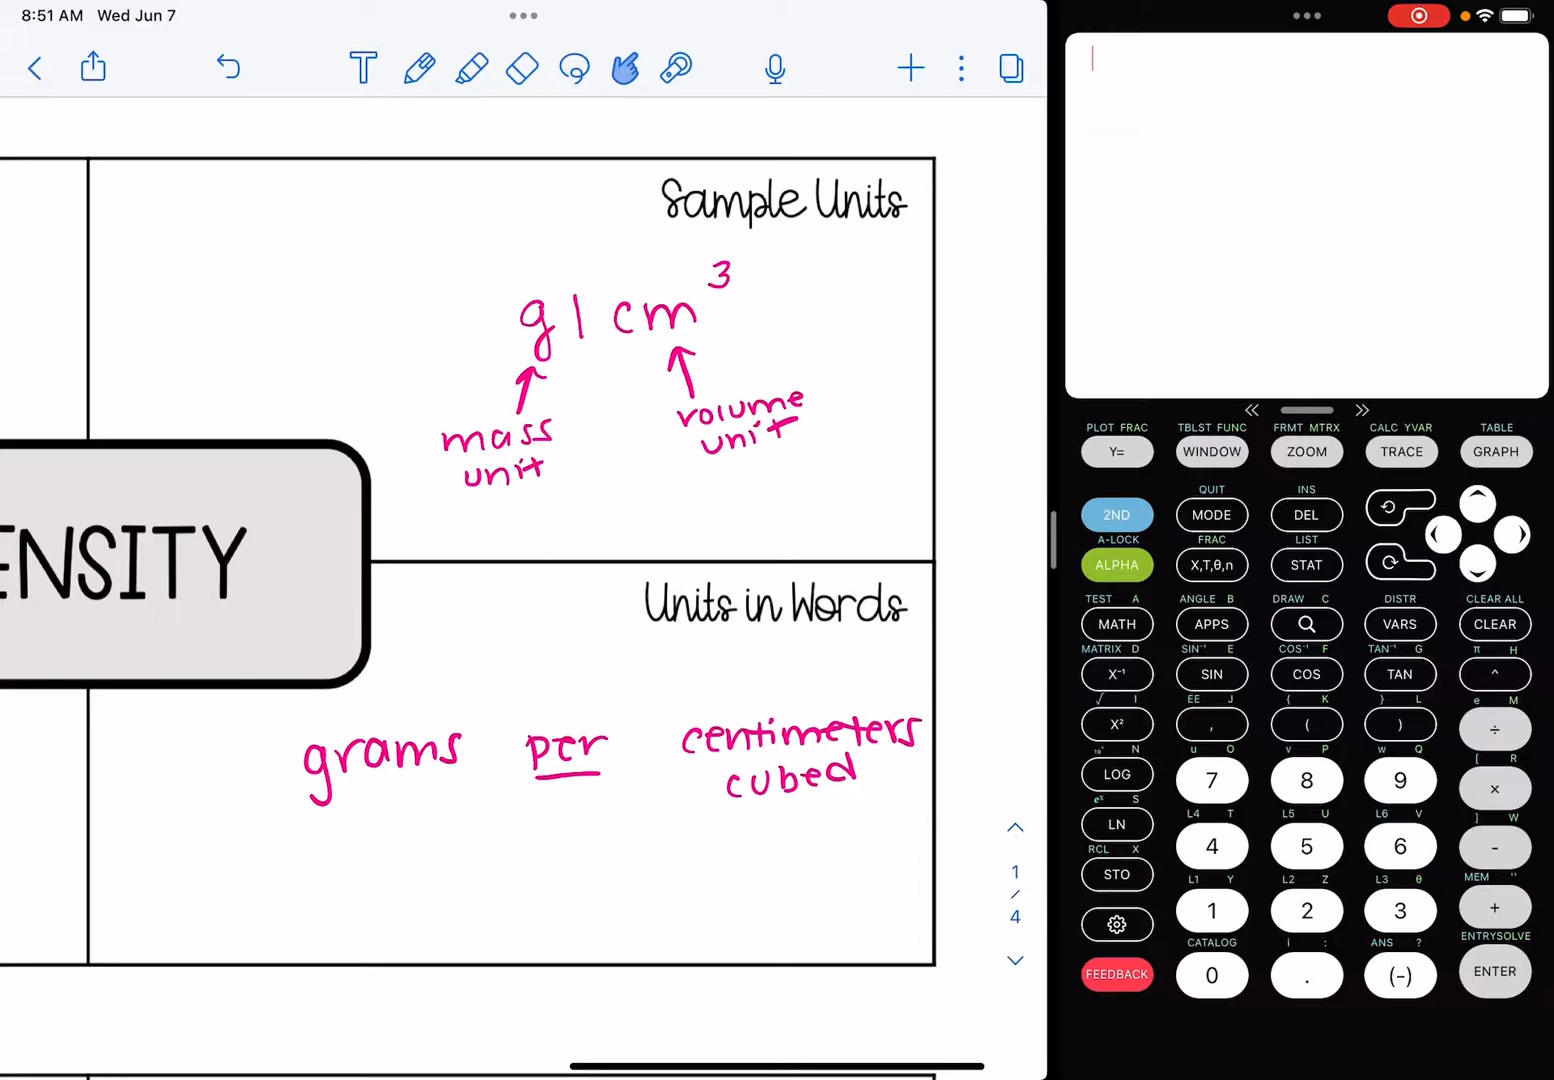 8:51 AM Wed Jun 7
Sample Units
g/cm³
mass
unit
volume
unit
ENSITY
Units in Words
grams per centimeters
cubed
1
/
4
PLOT FRAC TBLST FUNC FRMT MTRX CALC YVAR TABLE
Y= WINDOW ZOOM TRACE GRAPH
QUIT INS
2ND MODE DEL
A-LOCK FRAC LIST
ALPHA X,T,θ,n STAT
TEST A ANGLE B DRAW C DISTR CLEAR ALL
MATH APPS VARS CLEAR
MATRIX D SIN⁻¹ E COS⁻¹ F TAN⁻¹ G π H
X⁻¹ SIN COS TAN ^
√ I EE J { K } L e M
X² , ( ) ÷
10ˣ N u O v P w Q [ R
LOG 7 8 9 ×
eˣ S L4 T L5 U L6 V ] W
LN 4 5 6 -
RCL X L1 Y L2 Z L3 θ MEM "
STO 1 2 3 +
CATALOG i : ANS ? ENTRYSOLVE
FEEDBACK 0 . (-) ENTER